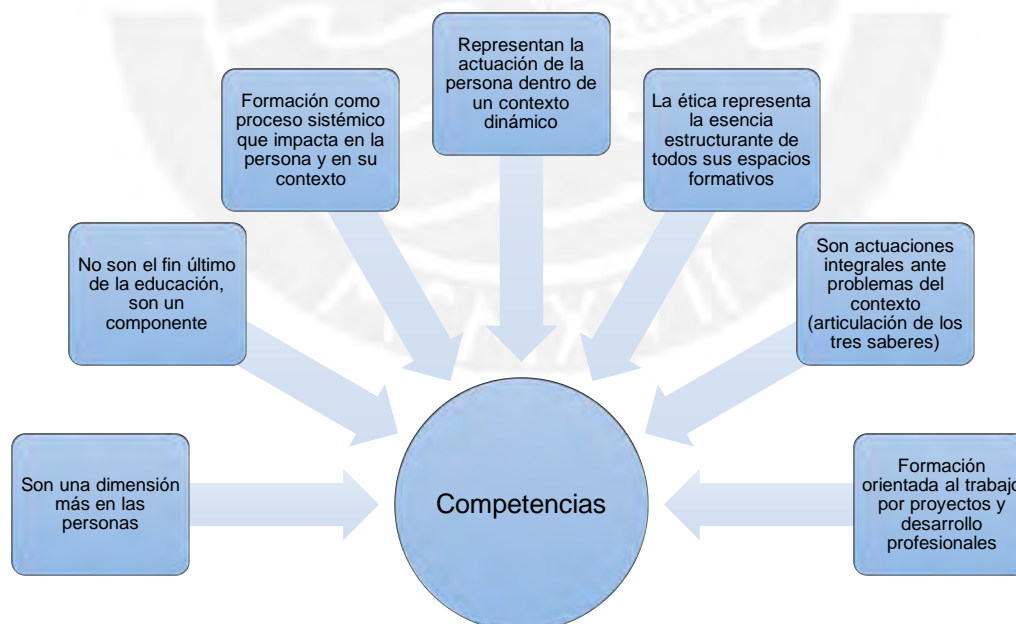 Representan la
actuación de la
persona dentro de
un contexto
dinámico
Formación como
proceso sistémico
que impacta en la
persona y en su
contexto
La ética representa
la esencia
estructurante de
todos sus espacios
formativos
No son el fin último
de la educación,
son un
componente
Son actuaciones
integrales ante
problemas del
contexto
(articulación de los
tres saberes)
Son una dimensión
más en las
personas
Competencias
Formación
orientada al trabajo
por proyectos y
desarrollo
profesionales